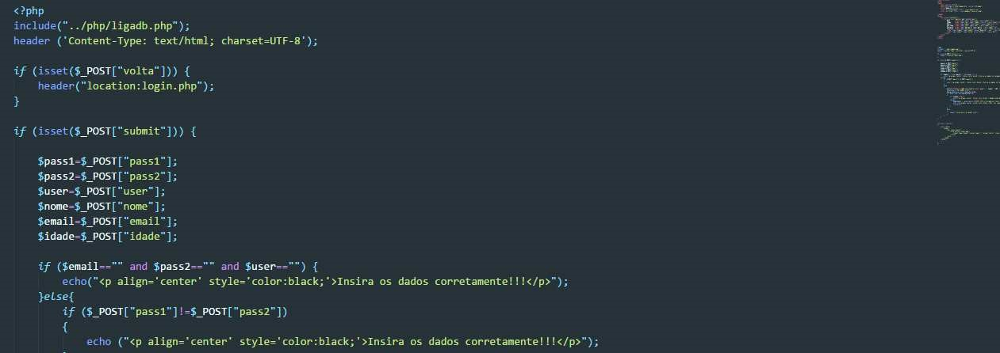 <?php
include("../php/ligadb.php");
header ('Content-Type: text/html; charset=UTF-8');
if (isset($_POST["volta"])) {
header("location:login.php");
}
if (isset($_POST["submit"])) {
$pass1=$_POST["pass1"];
$pass2=$_POST["pass2"];
$user=$_POST["user"];
$nome=$_POST["nome"];
$email=$_POST["email"];
$idade=$_POST["idade"];
if ($email=="" and $pass2=="" and $user=="") {
echo("<p align='center' style='color:black;'>Insira os dados corretamente!!!</p>");
}else{
if ($_POST["pass1"]!=$_POST["pass2"])
{
echo ("<p align='center' style='color:black;'>Insira os dados corretamente!!!</p>");